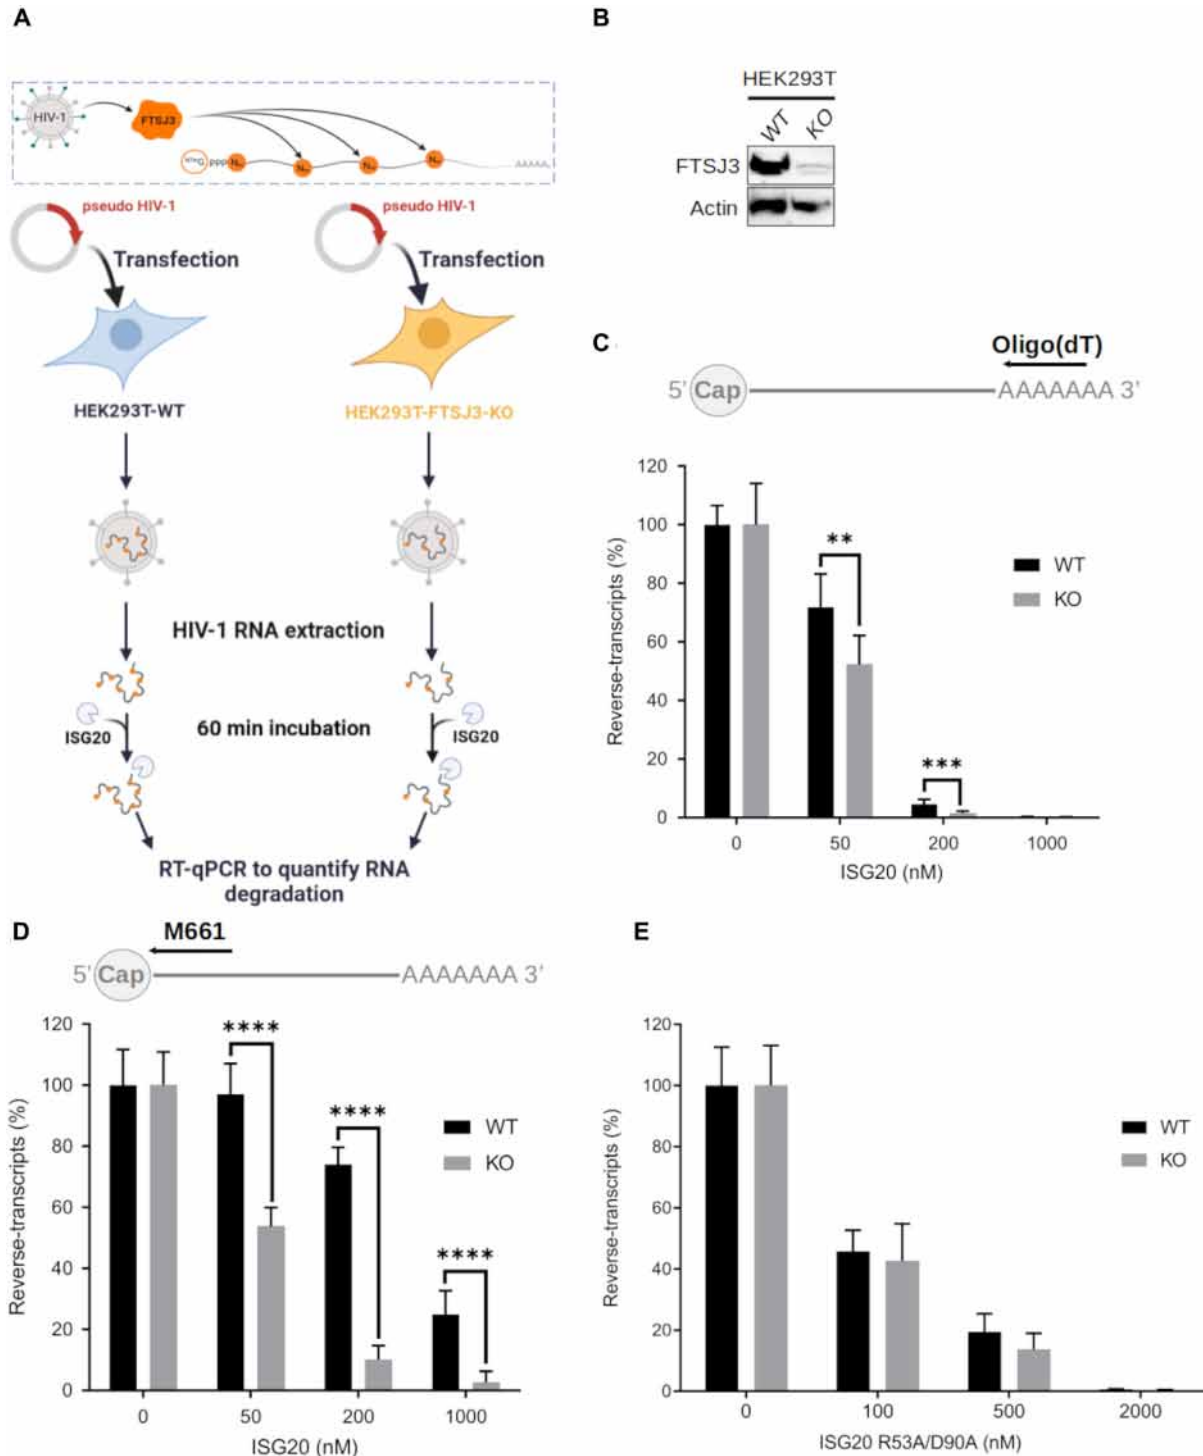 A
HIV-1
FTSJ3
G
PPP
AAAAA
pseudo HIV-1
pseudo HIV-1
Transfection
Transfection
HEK293T-WT
HEK293T-FTSJ3-KO
HIV-1 RNA extraction
60 min incubation
ISG20
ISG20
RT-qPCR to quantify RNA
degradation
B
HEK293T
WT
KO
FTSJ3
Actin
C
Oligo(dT)
5' Cap AAAAAAA 3'
120
100
80
60
40
20
0
Reverse-transcripts (%)
**
***
WT
KO
0 50 200 1000
ISG20 (nM)
D
M661
5' Cap AAAAAAA 3'
120
100
80
60
40
20
0
Reverse-transcripts (%)
****
****
****
WT
KO
0 50 200 1000
ISG20 (nM)
E
120
100
80
60
40
20
0
Reverse-transcripts (%)
WT
KO
0 100 500 2000
ISG20 R53A/D90A (nM)